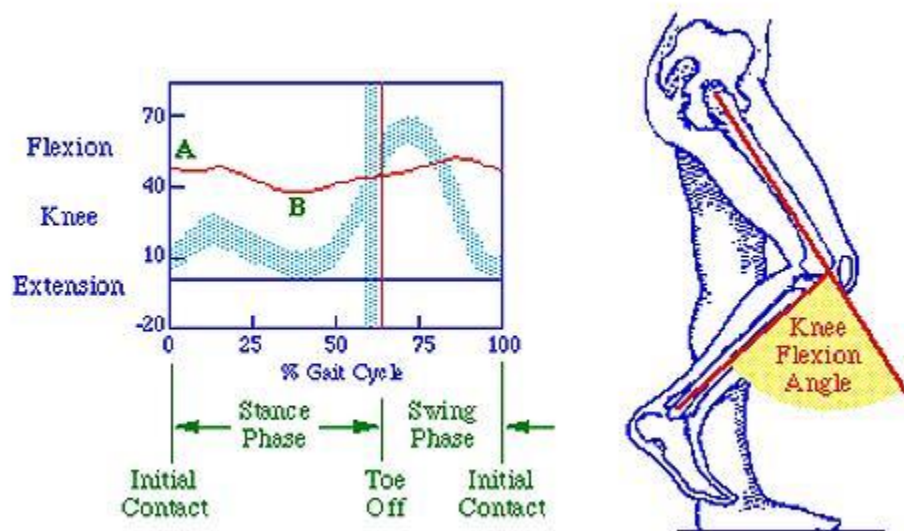 70
Flexion
A
40
Knee
B
10
Extension
-20
0 25 50 75 100
% Gait Cycle
Stance
Phase
Swing
Phase
Initial
Contact
Toe
Off
Initial
Contact
Knee
Flexion
Angle